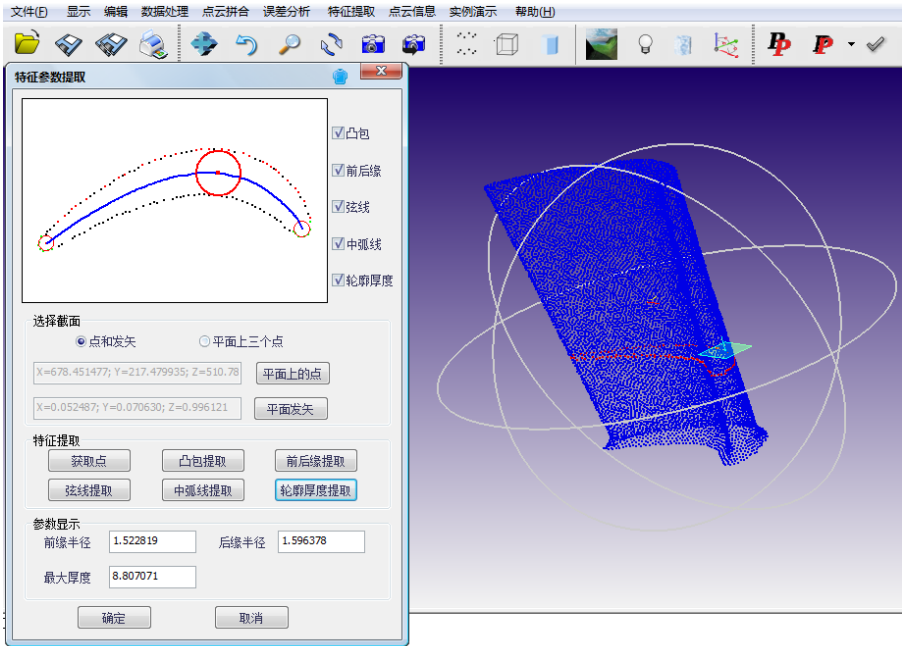 文件(F) 显示 编辑 数据处理 点云拼合 误差分析 特征提取 点云信息 实例演示 帮助(H)
特征参数提取
凸包
前后缘
弦线
中弧线
轮廓厚度
选择截面
点和发矢 平面上三个点
X=678.451477; Y=217.479935; Z=510.78 平面上的点
X=0.052487; Y=0.070630; Z=0.996121 平面发矢
特征提取
获取点 凸包提取 前后缘提取
弦线提取 中弧线提取 轮廓厚度提取
参数显示
前缘半径 1.522819 后缘半径 1.596378
最大厚度 8.807071
确定 取消